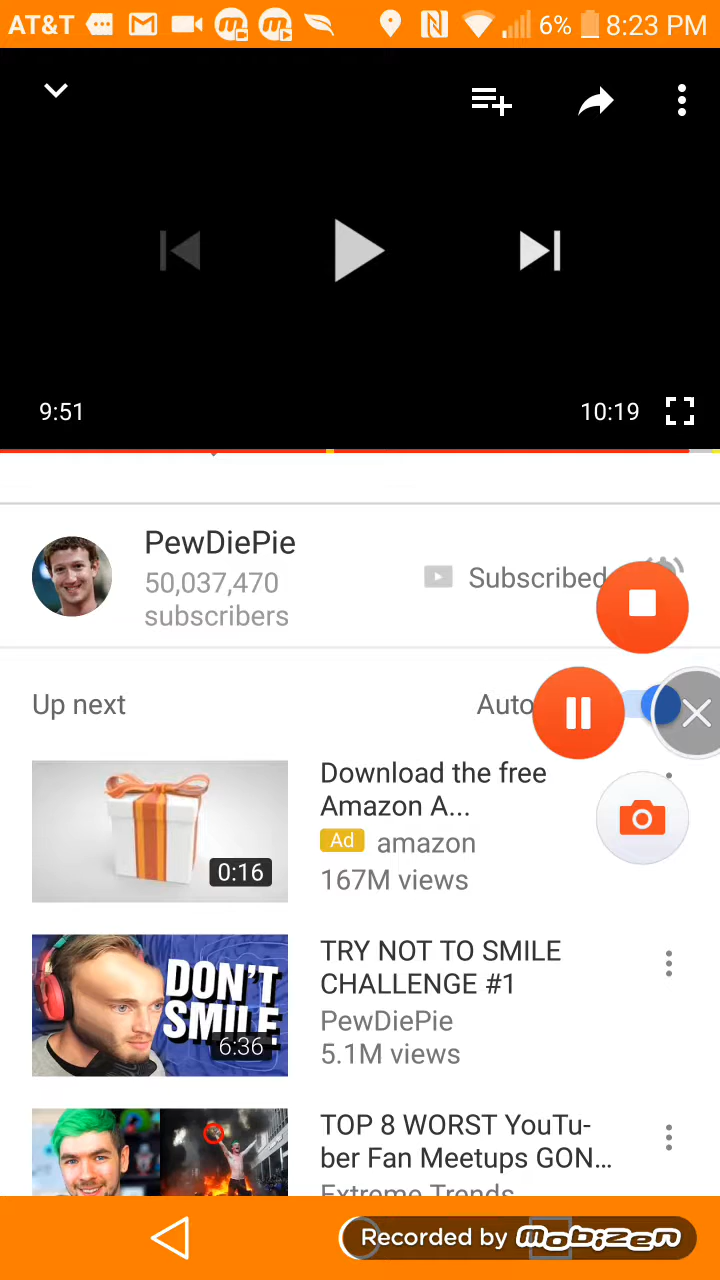 AT&T 6% 8:23 PM
9:51 10:19
PewDiePie
50,037,470
subscribers
Subscribed
Up next Auto
Download the free
Amazon A...
Ad amazon
0:16
167M views
TRY NOT TO SMILE
CHALLENGE #1
DON'T
SMILE
6:36
PewDiePie
5.1M views
TOP 8 WORST YouTu-
ber Fan Meetups GON...
Extreme Trends
Recorded by mobizen